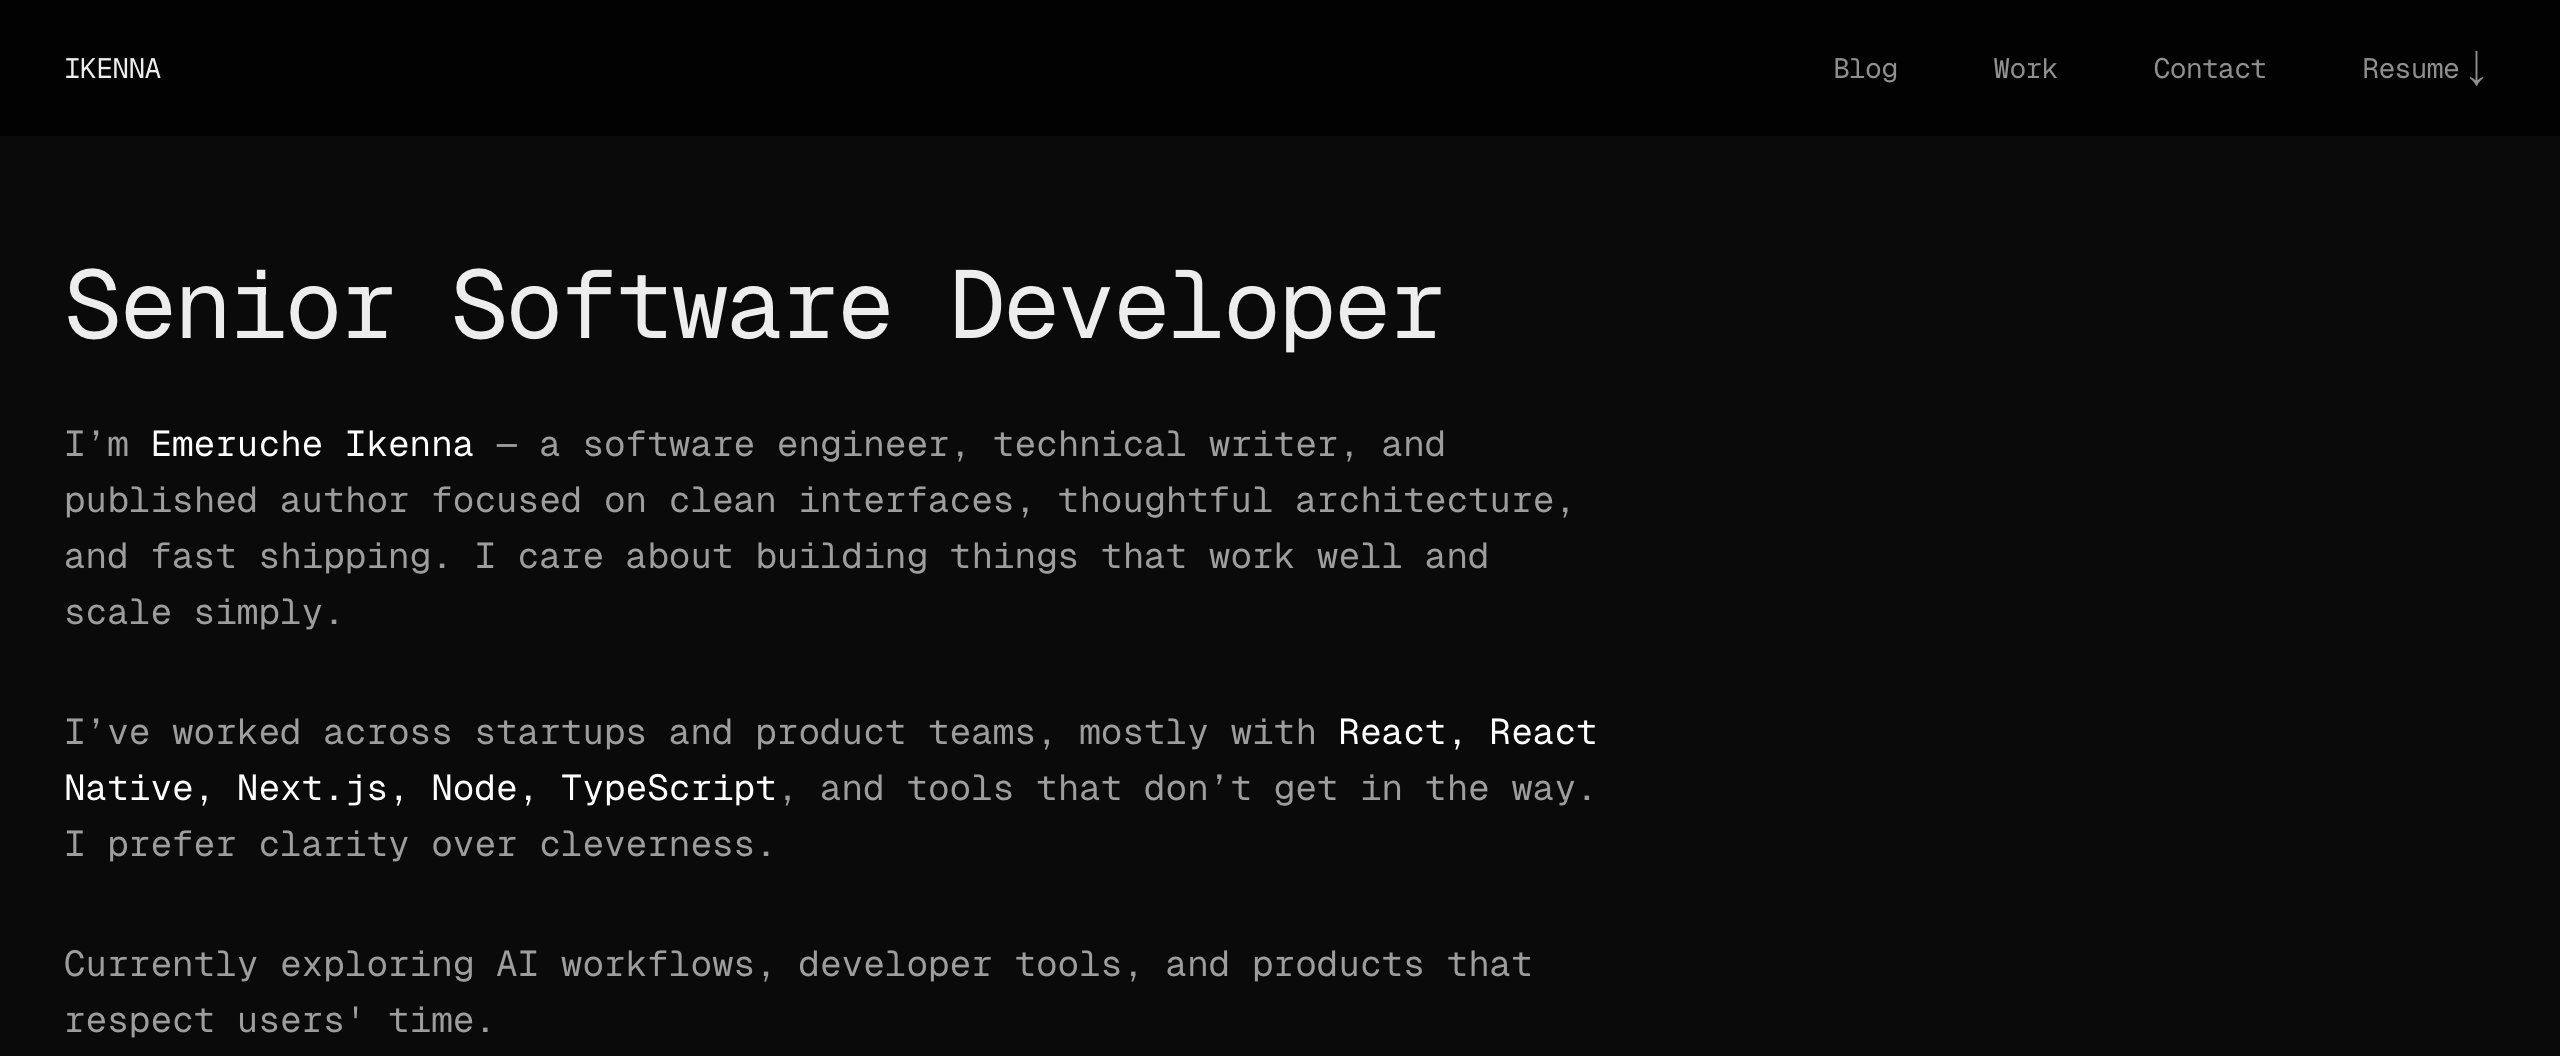 IKENNA
Blog Work Contact Resume ↓
Senior Software Developer
I’m Emeruche Ikenna — a software engineer, technical writer, and
published author focused on clean interfaces, thoughtful architecture,
and fast shipping. I care about building things that work well and
scale simply.
I’ve worked across startups and product teams, mostly with React, React
Native, Next.js, Node, TypeScript, and tools that don’t get in the way.
I prefer clarity over cleverness.
Currently exploring AI workflows, developer tools, and products that
respect users' time.